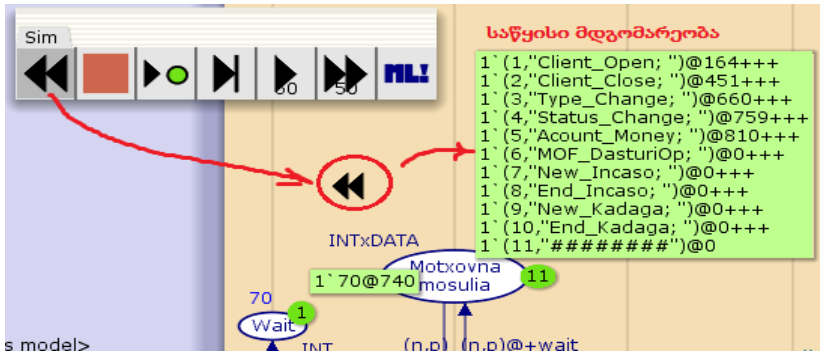 Sim
50
50
ML!
საწყისი მდგომარეობა
1`(1,"Client_Open; ")@164+++
1`(2,"Client_Close; ")@451+++
1`(3,"Type_Change; ")@660+++
1`(4,"Status_Change; ")@759+++
1`(5,"Acount_Money; ")@810+++
1`(6,"MOF_DasturiOp; ")@0+++
1`(7,"New_Incaso; ")@0+++
1`(8,"End_Incaso; ")@0+++
1`(9,"New_Kadaga; ")@0+++
1`(10,"End_Kadaga; ")@0+++
1`(11,"########")@0
INTxDATA
Motxovna
mosulia
11
1`70@740
70
1
Wait
s model>
INT
(n,p)
(n,p)@+wait